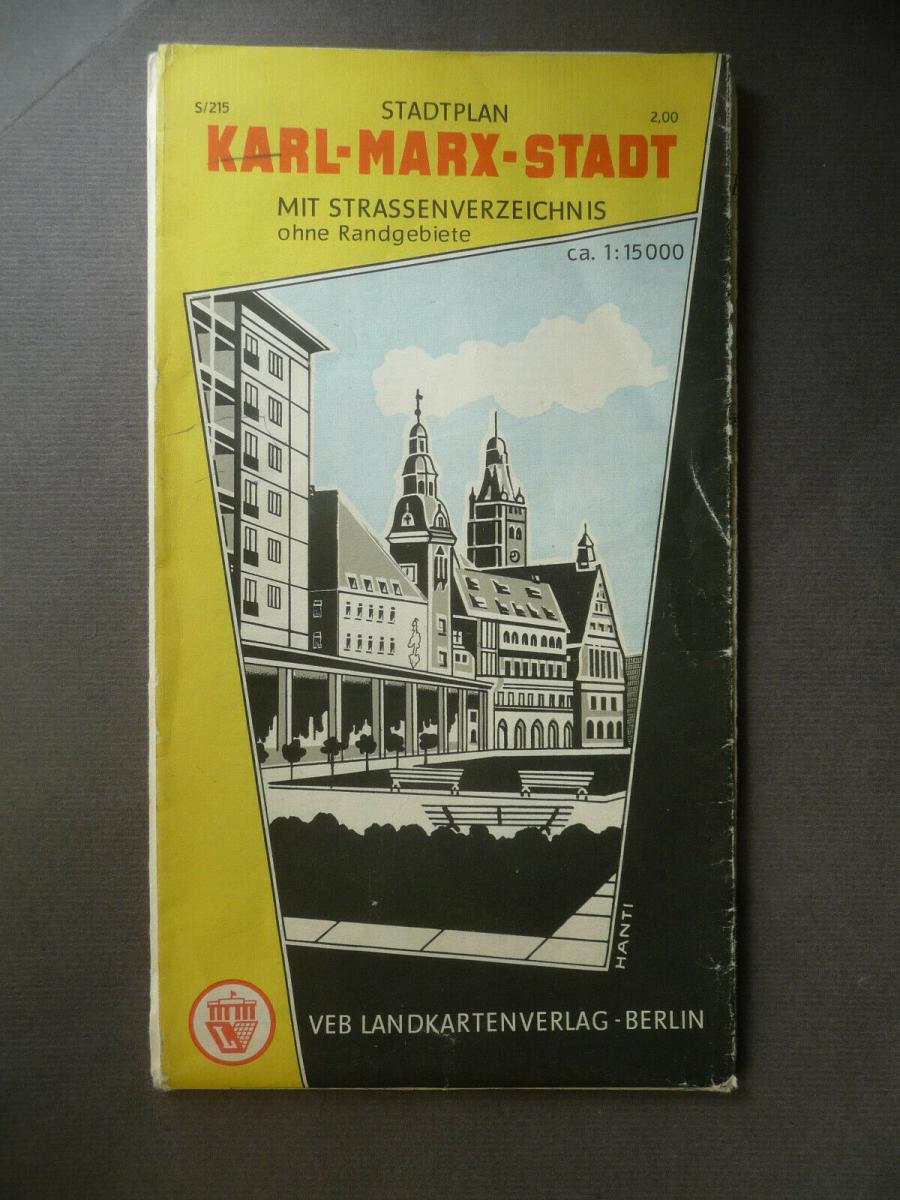 S/215
STADTPLAN
2,00
KARL-MARX-STADT
MIT STRASSENVERZEICHNIS
ohne Randgebiete
ca. 1:15000
HANTI
VEB LANDKARTENVERLAG-BERLIN